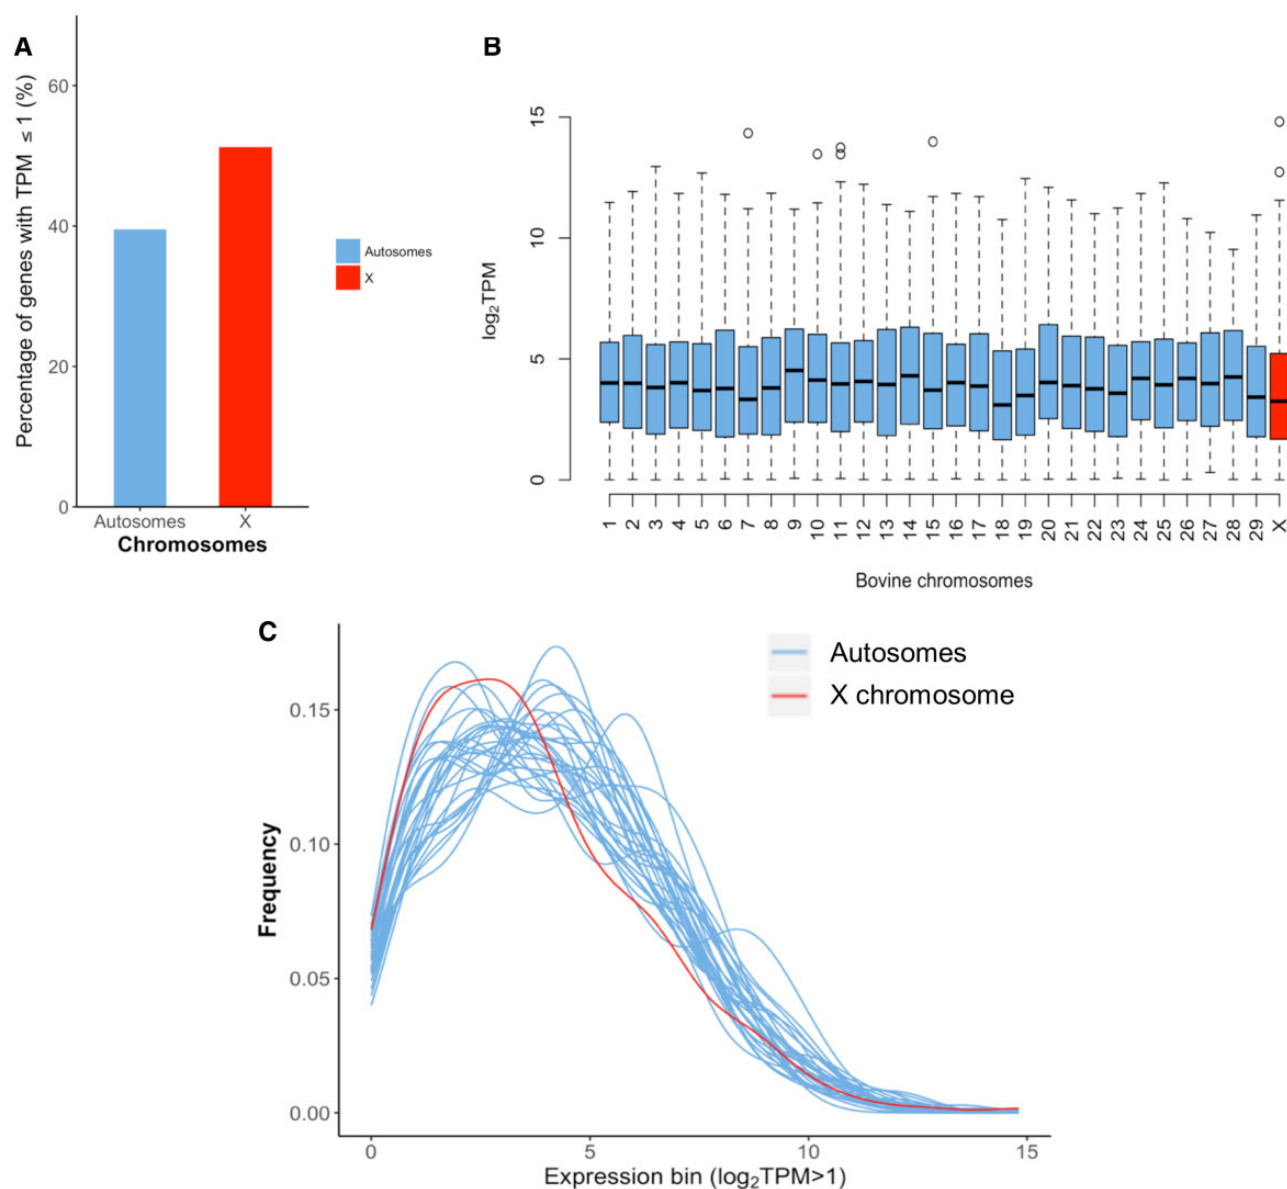 A
Percentage of genes with TPM ≤ 1 (%)
60
40
20
0
Autosomes X
Chromosomes
Autosomes
X
B
log₂TPM
15
10
5
0
1 2 3 4 5 6 7 8 9 10 11 12 13 14 15 16 17 18 19 20 21 22 23 24 25 26 27 28 29 X
Bovine chromosomes
C
Autosomes
X chromosome
Frequency
0.15
0.10
0.05
0.00
0 5 10 15
Expression bin (log₂TPM>1)